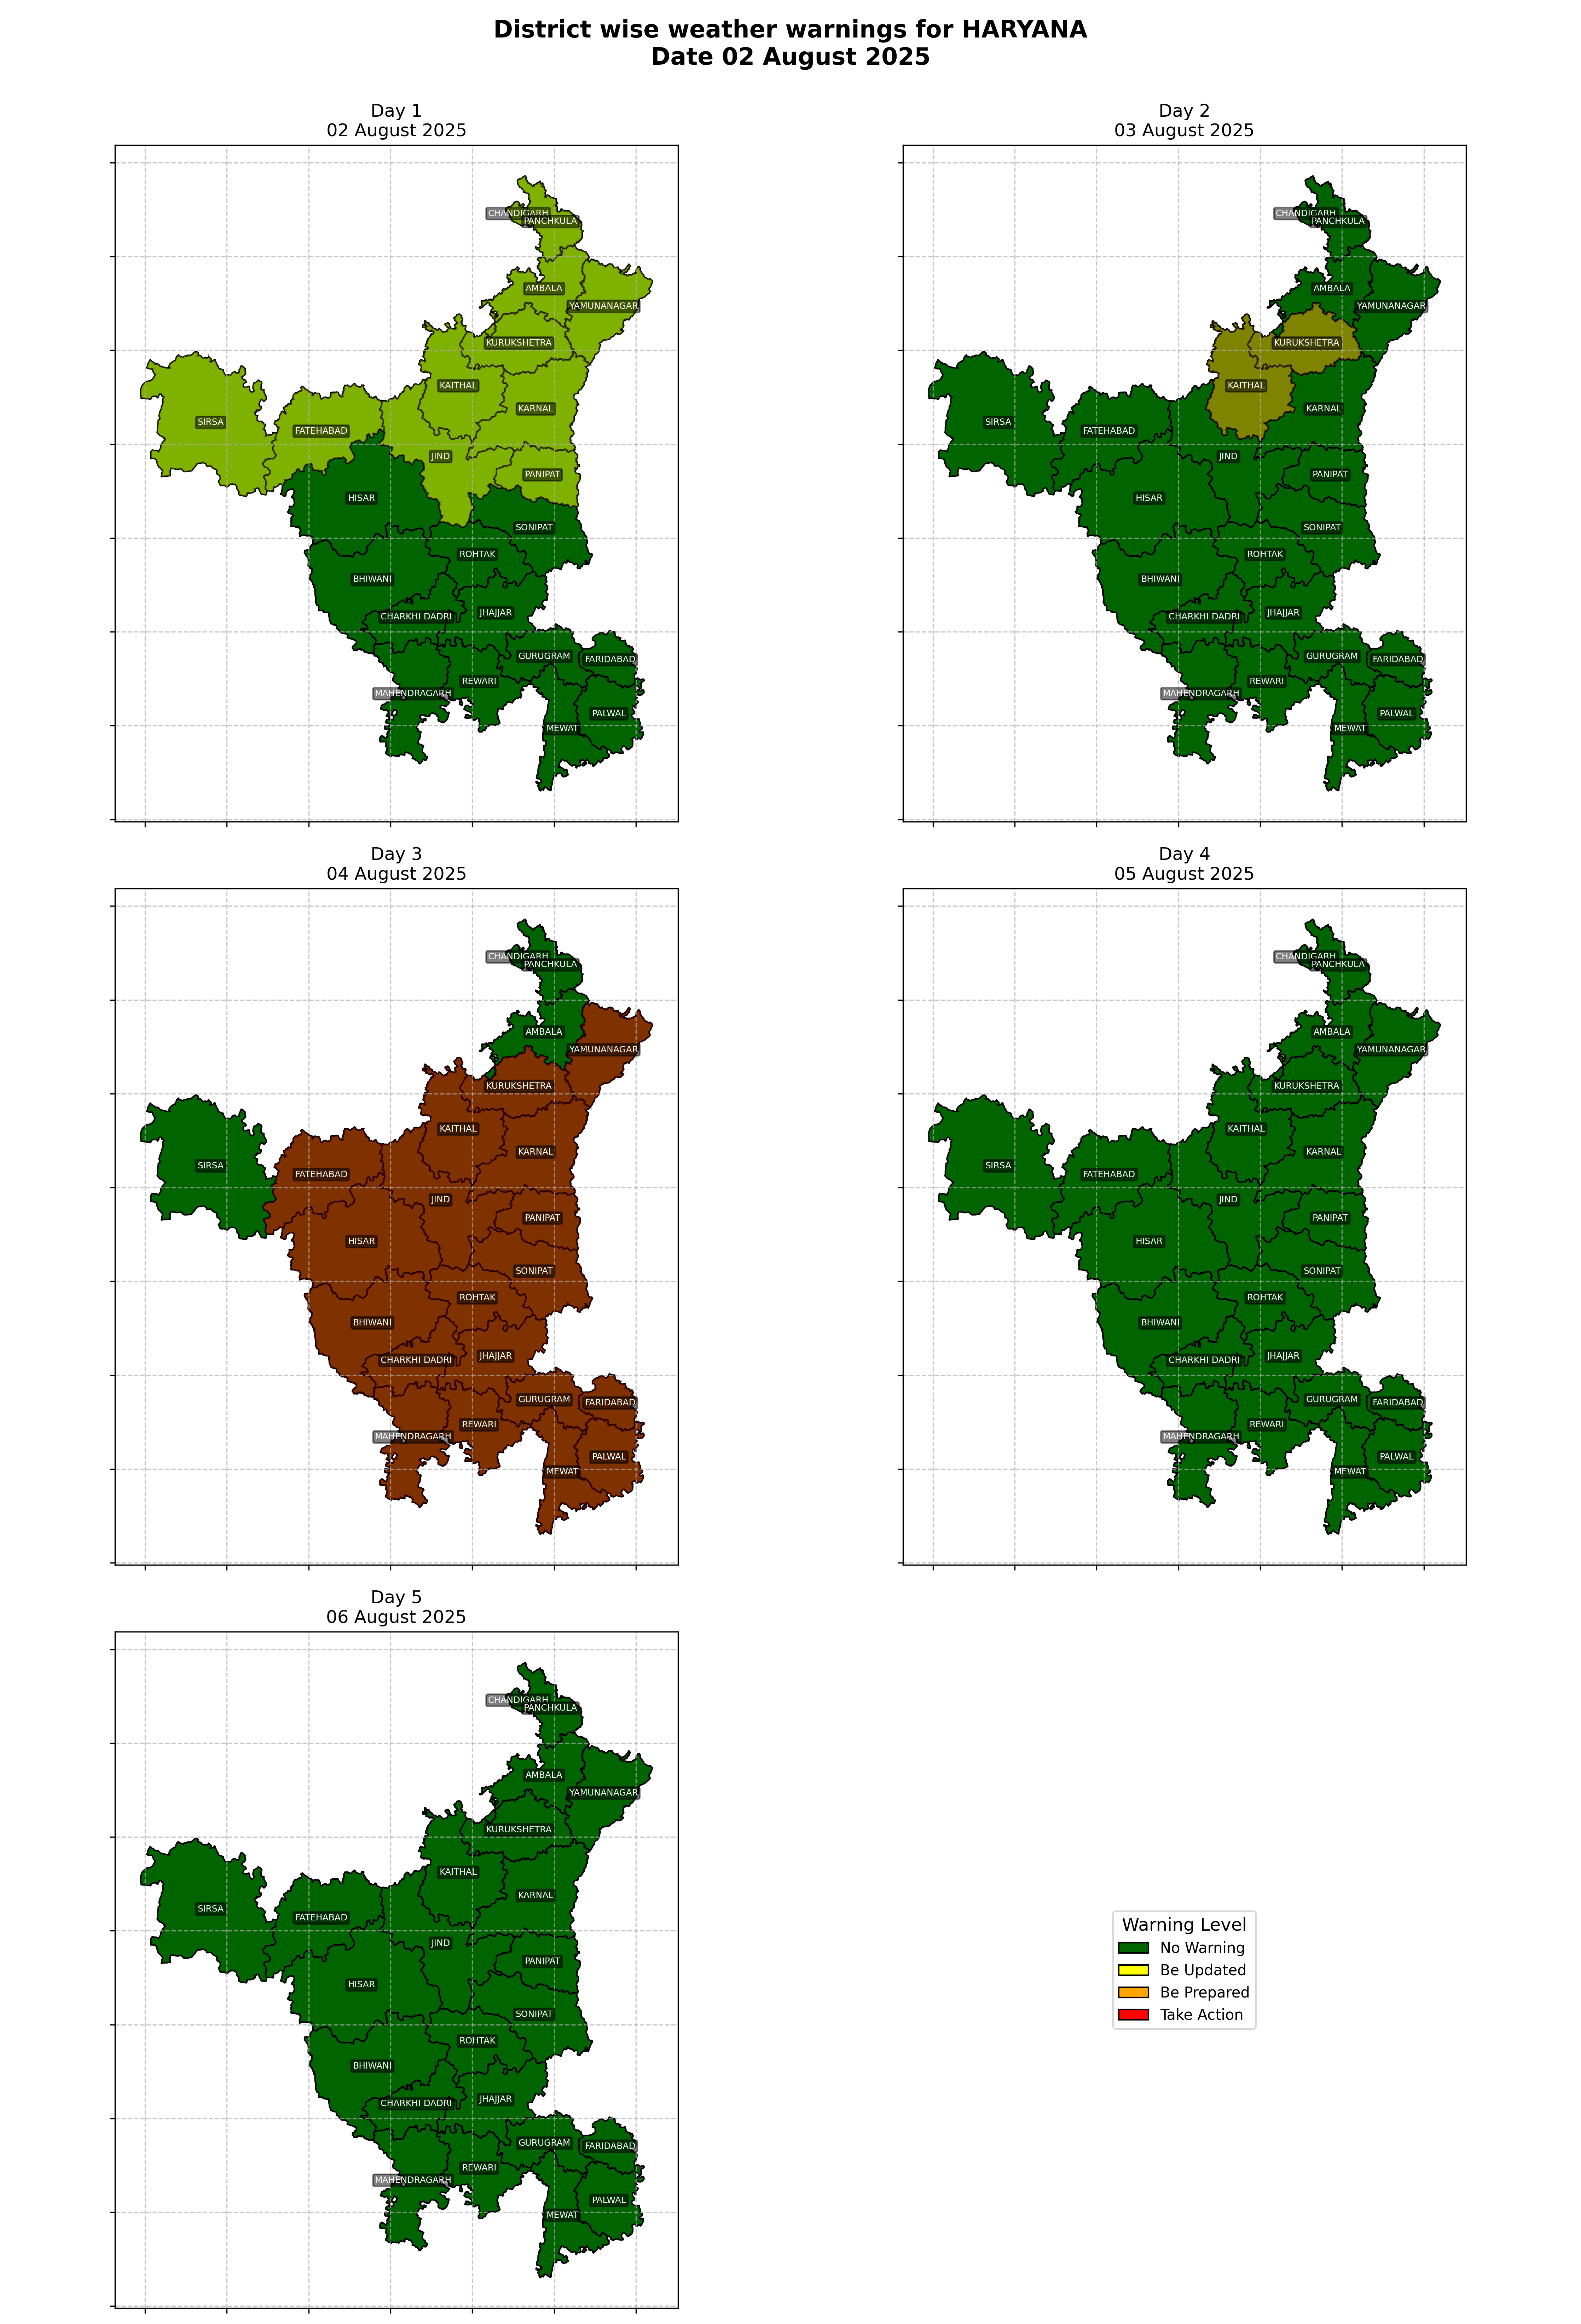 District wise weather warnings for HARYANA
Date 02 August 2025
Day 1
02 August 2025
CHANDIGARH
PANCHKULA
AMBALA
YAMUNANAGAR
KURUKSHETRA
KAITHAL
KARNAL
SIRSA
FATEHABAD
JIND
PANIPAT
HISAR
SONIPAT
ROHTAK
BHIWANI
JHAJJAR
CHARKHI DADRI
GURUGRAM
FARIDABAD
REWARI
MAHENDRAGARH
PALWAL
MEWAT
Day 2
03 August 2025
CHANDIGARH
PANCHKULA
AMBALA
YAMUNANAGAR
KURUKSHETRA
KAITHAL
KARNAL
SIRSA
FATEHABAD
JIND
PANIPAT
HISAR
SONIPAT
ROHTAK
BHIWANI
JHAJJAR
CHARKHI DADRI
GURUGRAM
FARIDABAD
REWARI
MAHENDRAGARH
PALWAL
MEWAT
Day 3
04 August 2025
CHANDIGARH
PANCHKULA
AMBALA
YAMUNANAGAR
KURUKSHETRA
KAITHAL
KARNAL
SIRSA
FATEHABAD
JIND
PANIPAT
HISAR
SONIPAT
ROHTAK
BHIWANI
JHAJJAR
CHARKHI DADRI
GURUGRAM
FARIDABAD
REWARI
MAHENDRAGARH
PALWAL
MEWAT
Day 4
05 August 2025
CHANDIGARH
PANCHKULA
AMBALA
YAMUNANAGAR
KURUKSHETRA
KAITHAL
KARNAL
SIRSA
FATEHABAD
JIND
PANIPAT
HISAR
SONIPAT
ROHTAK
BHIWANI
JHAJJAR
CHARKHI DADRI
GURUGRAM
FARIDABAD
REWARI
MAHENDRAGARH
PALWAL
MEWAT
Day 5
06 August 2025
CHANDIGARH
PANCHKULA
AMBALA
YAMUNANAGAR
KURUKSHETRA
KAITHAL
KARNAL
SIRSA
FATEHABAD
JIND
PANIPAT
HISAR
SONIPAT
ROHTAK
BHIWANI
JHAJJAR
CHARKHI DADRI
GURUGRAM
FARIDABAD
REWARI
MAHENDRAGARH
PALWAL
MEWAT
Warning Level
No Warning
Be Updated
Be Prepared
Take Action